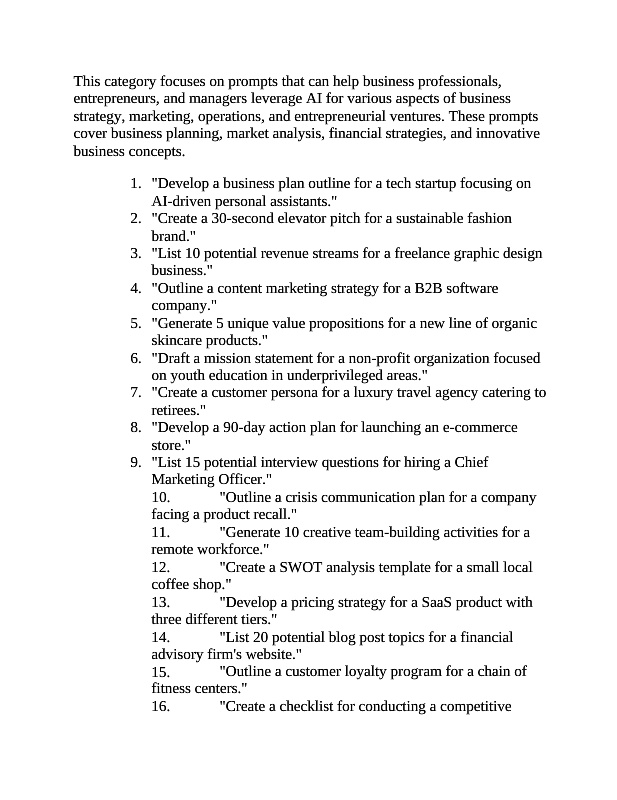 This category focuses on prompts that can help business professionals,
entrepreneurs, and managers leverage AI for various aspects of business
strategy, marketing, operations, and entrepreneurial ventures. These prompts
cover business planning, market analysis, financial strategies, and innovative
business concepts.
1. "Develop a business plan outline for a tech startup focusing on
AI-driven personal assistants."
2. "Create a 30-second elevator pitch for a sustainable fashion
brand."
3. "List 10 potential revenue streams for a freelance graphic design
business."
4. "Outline a content marketing strategy for a B2B software
company."
5. "Generate 5 unique value propositions for a new line of organic
skincare products."
6. "Draft a mission statement for a non-profit organization focused
on youth education in underprivileged areas."
7. "Create a customer persona for a luxury travel agency catering to
retirees."
8. "Develop a 90-day action plan for launching an e-commerce
store."
9. "List 15 potential interview questions for hiring a Chief
Marketing Officer."
10. "Outline a crisis communication plan for a company
facing a product recall."
11. "Generate 10 creative team-building activities for a
remote workforce."
12. "Create a SWOT analysis template for a small local
coffee shop."
13. "Develop a pricing strategy for a SaaS product with
three different tiers."
14. "List 20 potential blog post topics for a financial
advisory firm's website."
15. "Outline a customer loyalty program for a chain of
fitness centers."
16. "Create a checklist for conducting a competitive